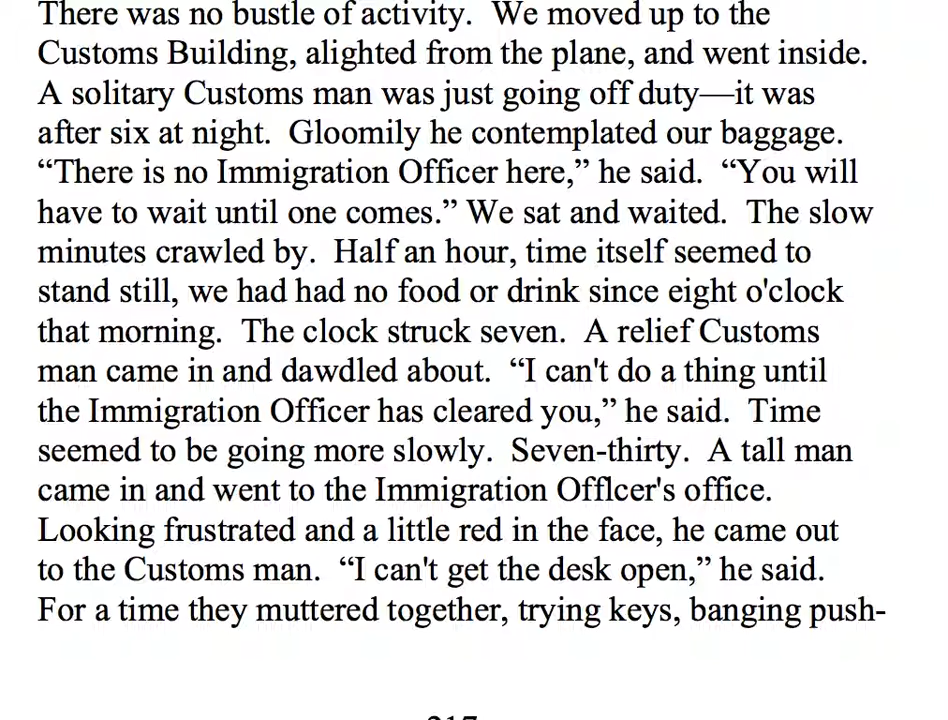 There was no bustle of activity.  We moved up to the
Customs Building, alighted from the plane, and went inside.
A solitary Customs man was just going off duty—it was
after six at night.  Gloomily he contemplated our baggage.
“There is no Immigration Officer here,” he said.  “You will
have to wait until one comes.” We sat and waited.  The slow
minutes crawled by.  Half an hour, time itself seemed to
stand still, we had had no food or drink since eight o'clock
that morning.  The clock struck seven.  A relief Customs
man came in and dawdled about.  “I can't do a thing until
the Immigration Officer has cleared you,” he said.  Time
seemed to be going more slowly.  Seven-thirty.  A tall man
came in and went to the Immigration Offlcer's office.
Looking frustrated and a little red in the face, he came out
to the Customs man.  “I can't get the desk open,” he said.
For a time they muttered together, trying keys, banging push-
217